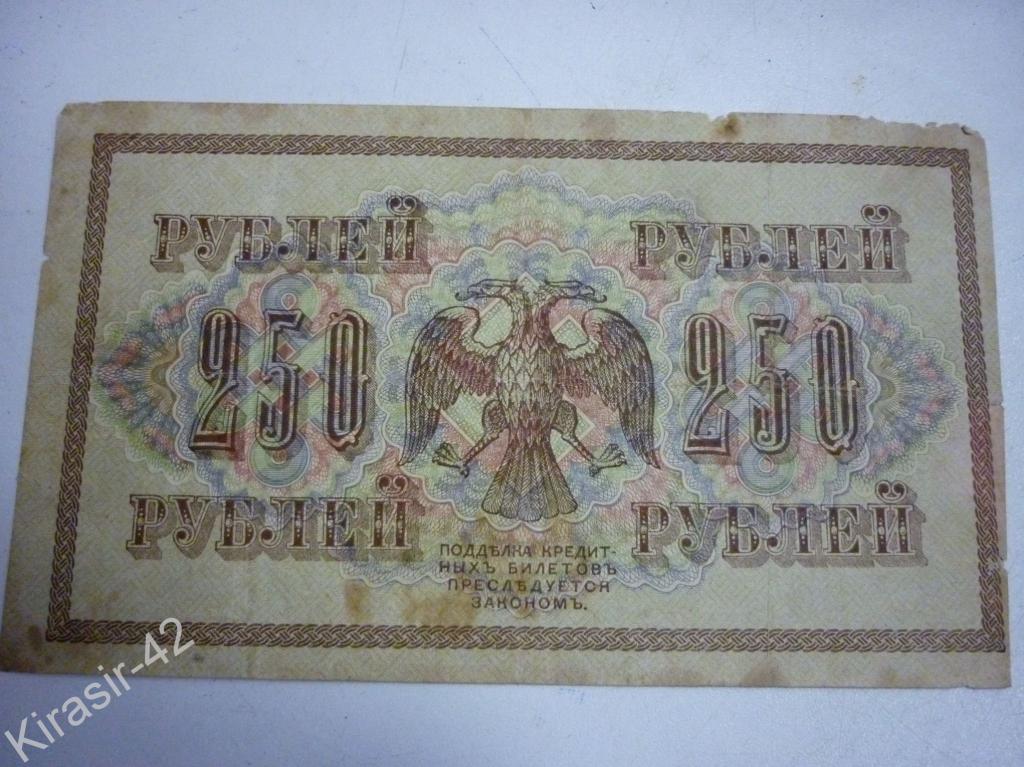 РУБЛЕЙ РУБЛЕЙ
250 250
РУБЛЕЙ РУБЛЕЙ
ПОДДѢЛКА КРЕДИТ-
НЫХЪ БИЛЕТОВЪ
ПРЕСЛѢДУЕТСЯ
ЗАКОНОМЪ.
Kirasir-42